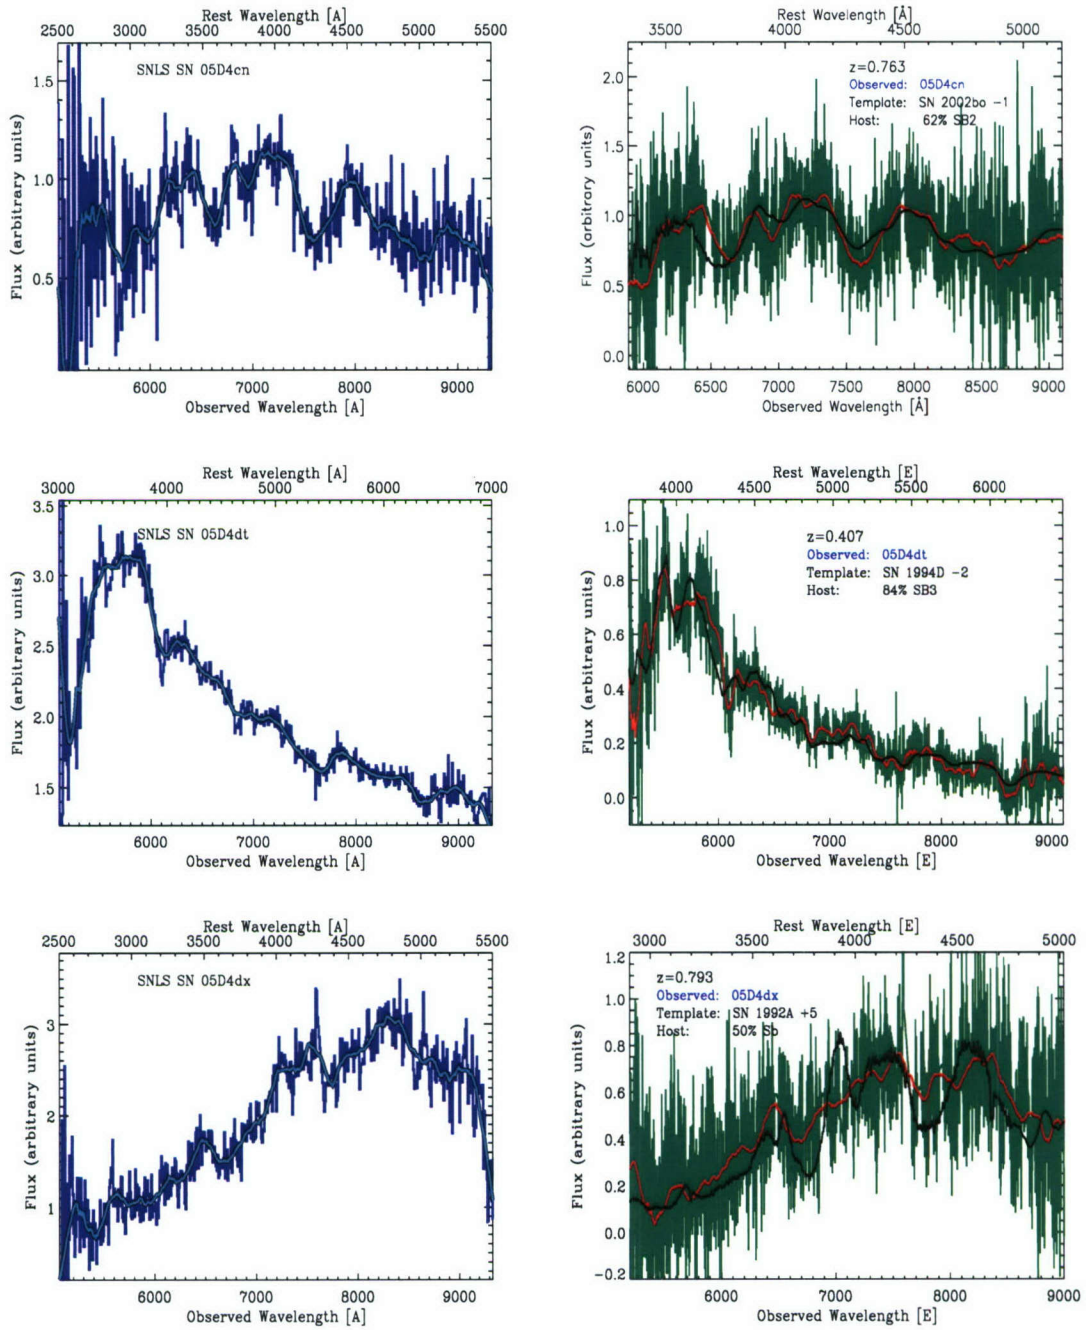 Rest Wavelength [A]
2500 3000 3500 4000 4500 5000 5500
SNLS SN 05D4cn
1.5
1.0
0.5
Flux (arbitrary units)
6000 7000 8000 9000
Observed Wavelength [A]
Rest Wavelength [Å]
3500 4000 4500 5000
z=0.763
Observed: 05D4cn
Template: SN 2002bo -1
Host: 62% SB2
2.0
1.5
1.0
0.5
0.0
Flux (arbitrary units)
6000 6500 7000 7500 8000 8500 9000
Observed Wavelength [Å]
Rest Wavelength [A]
3000 4000 5000 6000 7000
SNLS SN 05D4dt
3.5
3.0
2.5
2.0
1.5
Flux (arbitrary units)
6000 7000 8000 9000
Observed Wavelength [A]
Rest Wavelength [E]
4000 4500 5000 5500 6000
z=0.407
Observed: 05D4dt
Template: SN 1994D -2
Host: 84% SB3
1.0
0.8
0.6
0.4
0.2
0.0
Flux (arbitrary units)
6000 7000 8000 9000
Observed Wavelength [E]
Rest Wavelength [A]
2500 3000 3500 4000 4500 5000 5500
SNLS SN 05D4dx
3
2
1
Flux (arbitrary units)
6000 7000 8000 9000
Observed Wavelength [A]
Rest Wavelength [E]
3000 3500 4000 4500 5000
z=0.793
Observed: 05D4dx
Template: SN 1992A +5
Host: 50% Sb
1.2
1.0
0.8
0.6
0.4
0.2
0.0
-0.2
Flux (arbitrary units)
6000 7000 8000 9000
Observed Wavelength [E]